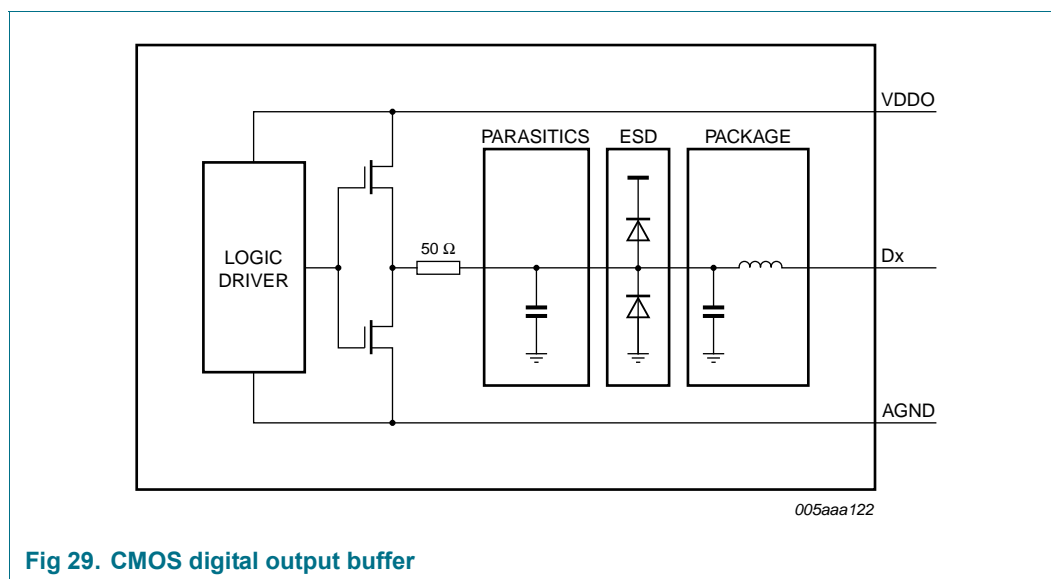 VDDO
PARASITICS ESD PACKAGE
50 Ω
LOGIC
DRIVER
Dx
AGND
005aaa122
Fig 29. CMOS digital output buffer